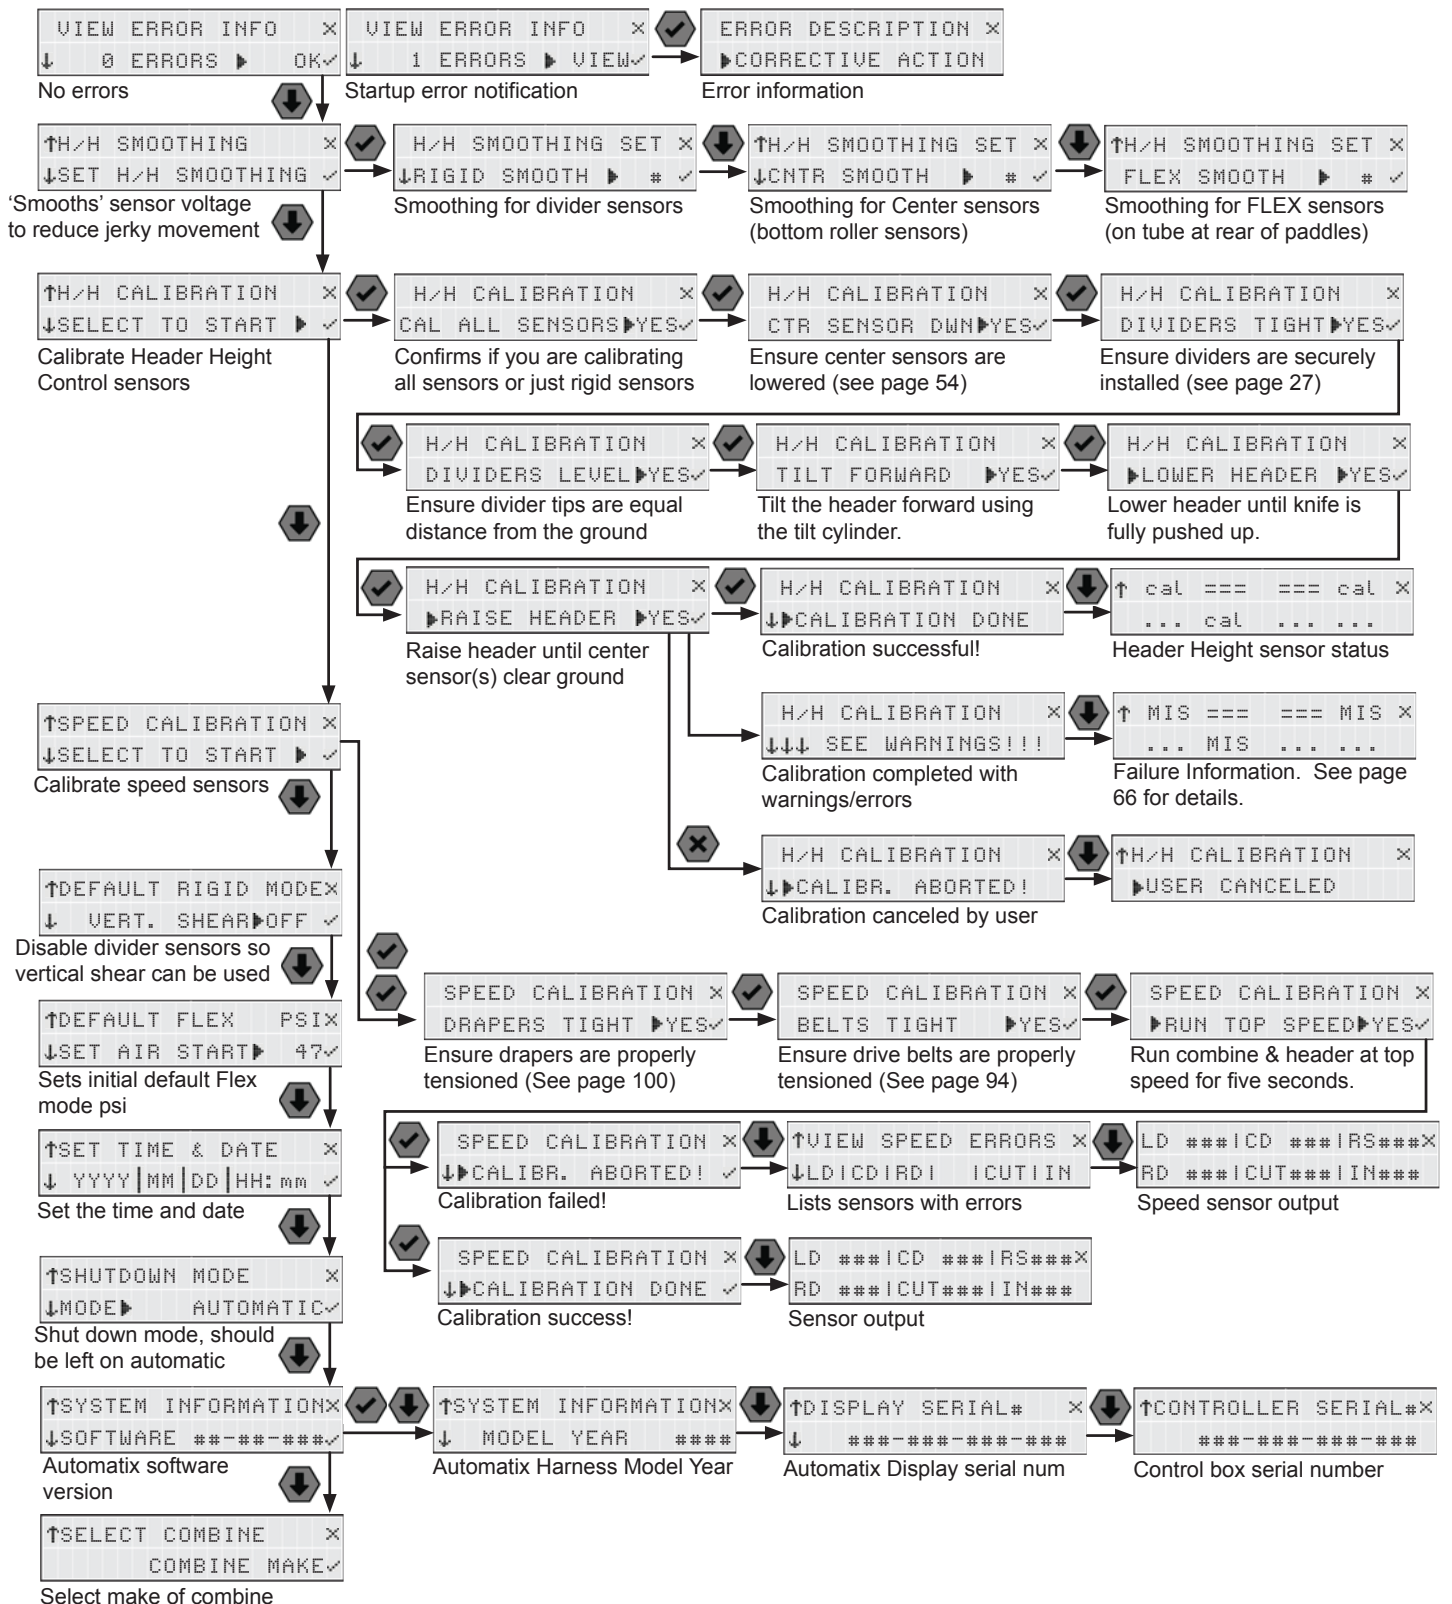 VIEW ERROR INFO ×
↓ 0 ERRORS ▶ OK✓
No errors
VIEW ERROR INFO ×
↓ 1 ERRORS ▶ VIEW✓
Startup error notification
ERROR DESCRIPTION ×
▶CORRECTIVE ACTION
Error information
↑H/H SMOOTHING ×
↓SET H/H SMOOTHING ✓
'Smooths' sensor voltage
to reduce jerky movement
H/H SMOOTHING SET ×
↓RIGID SMOOTH ▶ # ✓
Smoothing for divider sensors
↑H/H SMOOTHING SET ×
↓CNTR SMOOTH ▶ # ✓
Smoothing for Center sensors
(bottom roller sensors)
↑H/H SMOOTHING SET ×
FLEX SMOOTH ▶ # ✓
Smoothing for FLEX sensors
(on tube at rear of paddles)
↑H/H CALIBRATION ×
↓SELECT TO START ▶ ✓
Calibrate Header Height
Control sensors
H/H CALIBRATION ×
CAL ALL SENSORS▶YES✓
Confirms if you are calibrating
all sensors or just rigid sensors
H/H CALIBRATION ×
CTR SENSOR DWN▶YES✓
Ensure center sensors are
lowered (see page 54)
H/H CALIBRATION ×
DIVIDERS TIGHT▶YES✓
Ensure dividers are securely
installed (see page 27)
H/H CALIBRATION ×
DIVIDERS LEVEL▶YES✓
Ensure divider tips are equal
distance from the ground
H/H CALIBRATION ×
TILT FORWARD ▶YES✓
Tilt the header forward using
the tilt cylinder.
H/H CALIBRATION ×
▶LOWER HEADER ▶YES✓
Lower header until knife is
fully pushed up.
H/H CALIBRATION ×
▶RAISE HEADER ▶YES✓
Raise header until center
sensor(s) clear ground
H/H CALIBRATION ×
↓▶CALIBRATION DONE
Calibration successful!
↑ cal === === cal ×
... cal ... ...
Header Height sensor status
H/H CALIBRATION ×
↓↓↓ SEE WARNINGS!!!
Calibration completed with
warnings/errors
↑ MIS === === MIS ×
... MIS ... ...
Failure Information. See page
66 for details.
H/H CALIBRATION ×
↓▶CALIBR. ABORTED!
Calibration canceled by user
↑H/H CALIBRATION ×
▶USER CANCELED
↑SPEED CALIBRATION ×
↓SELECT TO START ▶ ✓
Calibrate speed sensors
↑DEFAULT RIGID MODE×
↓ VERT. SHEAR▶OFF ✓
Disable divider sensors so
vertical shear can be used
SPEED CALIBRATION ×
DRAPERS TIGHT ▶YES✓
Ensure drapers are properly
tensioned (See page 100)
SPEED CALIBRATION ×
BELTS TIGHT ▶YES✓
Ensure drive belts are properly
tensioned (See page 94)
SPEED CALIBRATION ×
▶RUN TOP SPEED▶YES✓
Run combine & header at top
speed for five seconds.
↑DEFAULT FLEX PSI×
↓SET AIR START▶ 47✓
Sets initial default Flex
mode psi
SPEED CALIBRATION ×
↓▶CALIBR. ABORTED! ✓
Calibration failed!
↑VIEW SPEED ERRORS ×
↓LD|CD|RD| |CUT|IN
Lists sensors with errors
LD ###|CD ###|RS###×
RD ###|CUT###|IN###
Speed sensor output
↑SET TIME & DATE ×
↓ YYYY|MM|DD|HH:mm ✓
Set the time and date
SPEED CALIBRATION ×
↓▶CALIBRATION DONE ✓
Calibration success!
LD ###|CD ###|RS###×
RD ###|CUT###|IN###
Sensor output
↑SHUTDOWN MODE ×
↓MODE▶ AUTOMATIC✓
Shut down mode, should
be left on automatic
↑SYSTEM INFORMATION×
↓SOFTWARE ##-##-###✓
Automatix software
version
↑SYSTEM INFORMATION×
↓ MODEL YEAR ####
Automatix Harness Model Year
↑DISPLAY SERIAL# ×
↓ ###-###-###-###
Automatix Display serial num
↑CONTROLLER SERIAL#×
###-###-###-###
Control box serial number
↑SELECT COMBINE ×
COMBINE MAKE✓
Select make of combine